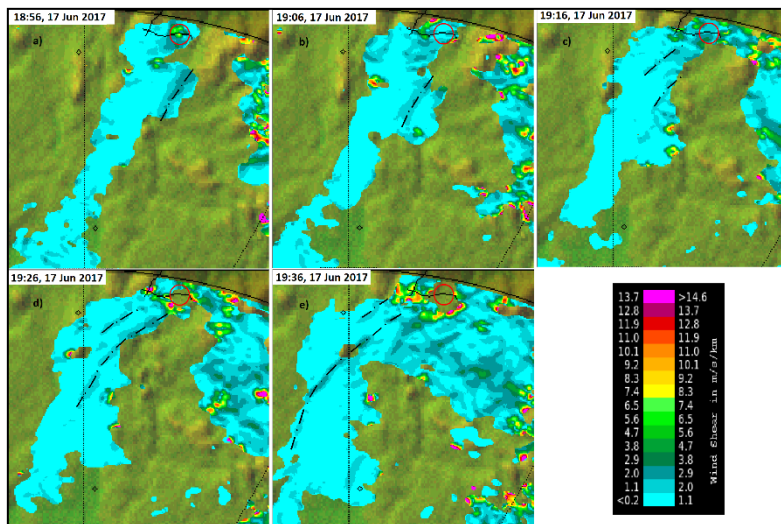 18:56, 17 Jun 2017
a)
19:06, 17 Jun 2017
b)
19:16, 17 Jun 2017
c)
19:26, 17 Jun 2017
d)
19:36, 17 Jun 2017
e)
13.7 >14.6
12.8 13.7
11.9 12.8
11.0 11.9
10.1 11.0
9.2 10.1
8.3 9.2
7.4 8.3
6.5 7.4
5.6 6.5
4.7 5.6
3.8 4.7
2.9 3.8
2.0 2.9
1.1 2.0
<0.2 1.1
Wind Shear in m/s/km